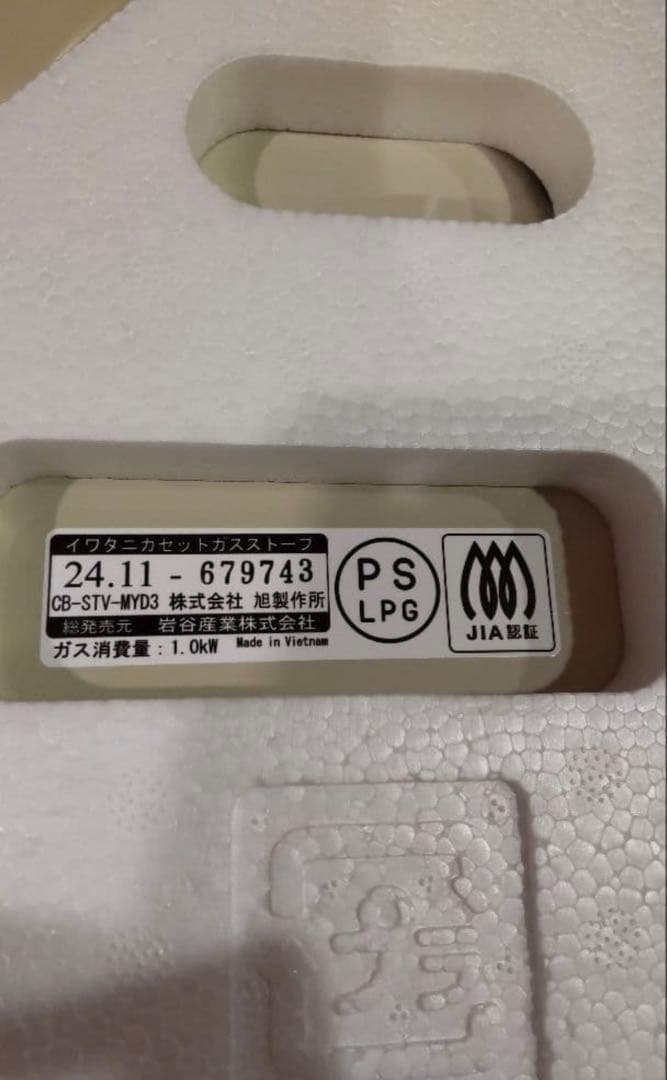 イワタニカセットガスストーブ
24.11 - 679743
CB-STV-MYD3 株式会社 旭製作所
総発売元 岩谷産業株式会社
ガス消費量：1.0kW Made in Vietnam
PS
LPG
JIA認証